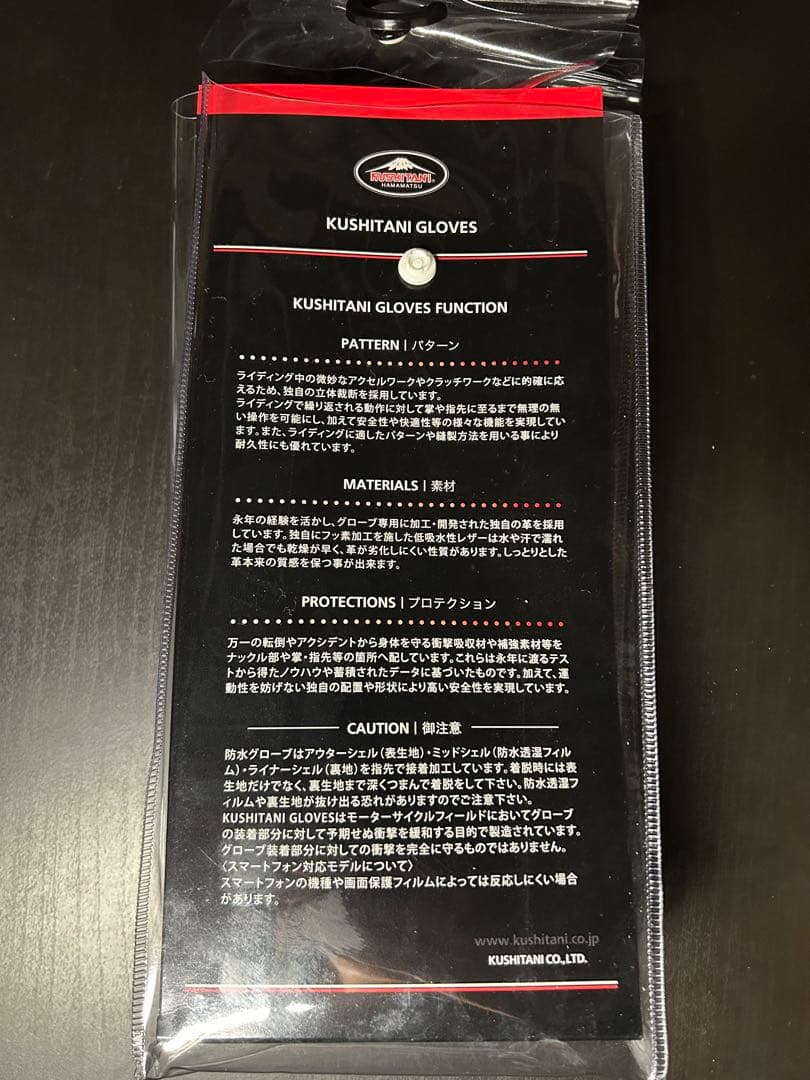 KUSHITANI
HAMAMATSU
KUSHITANI GLOVES
KUSHITANI GLOVES FUNCTION
PATTERN | パターン
ライディング中の微妙なアクセルワークやクラッチワークなどに的確に応
えるため、独自の立体裁断を採用しています。
ライディングで繰り返される動作に対して掌や指先に至るまで無理の無
い操作を可能にし、加えて安全性や快適性等の様々な機能を実現してい
ます。また、ライディングに適したパターンや縫製方法を用いる事により
耐久性にも優れています。
MATERIALS | 素材
永年の経験を活かし、グローブ専用に加工・開発された独自の革を採用
しています。独自にフッ素加工を施した低吸水性レザーは水や汗で濡れ
た場合でも乾燥が早く、革が劣化しにくい性質があります。しっとりとした
革本来の質感を保つ事が出来ます。
PROTECTIONS | プロテクション
万一の転倒やアクシデントから身体を守る衝撃吸収材や補強素材等を
ナックル部や掌・指先等の箇所へ配しています。これらは永年に渡るテス
トから得たノウハウや蓄積されたデータに基づいたものです。加えて、運
動性を妨げない独自の配置や形状により高い安全性を実現しています。
CAUTION | 御注意
防水グローブはアウターシェル（表生地）・ミッドシェル（防水透湿フィル
ム）・ライナーシェル（裏地）を指先で接着加工しています。着脱時には表
生地だけでなく、裏生地まで深くつまんで着脱をして下さい。防水透湿フ
ィルムや裏生地が抜け出る恐れがありますのでご注意下さい。
KUSHITANI GLOVESはモーターサイクルフィールドにおいてグローブ
の装着部分に対して予期せぬ衝撃を緩和する目的で製造されています。
グローブ装着部分に対しての衝撃を完全に守るものではありません。
〈スマートフォン対応モデルについて〉
スマートフォンの機種や画面保護フィルムによっては反応しにくい場合
があります。
www.kushitani.co.jp
KUSHITANI CO.,LTD.